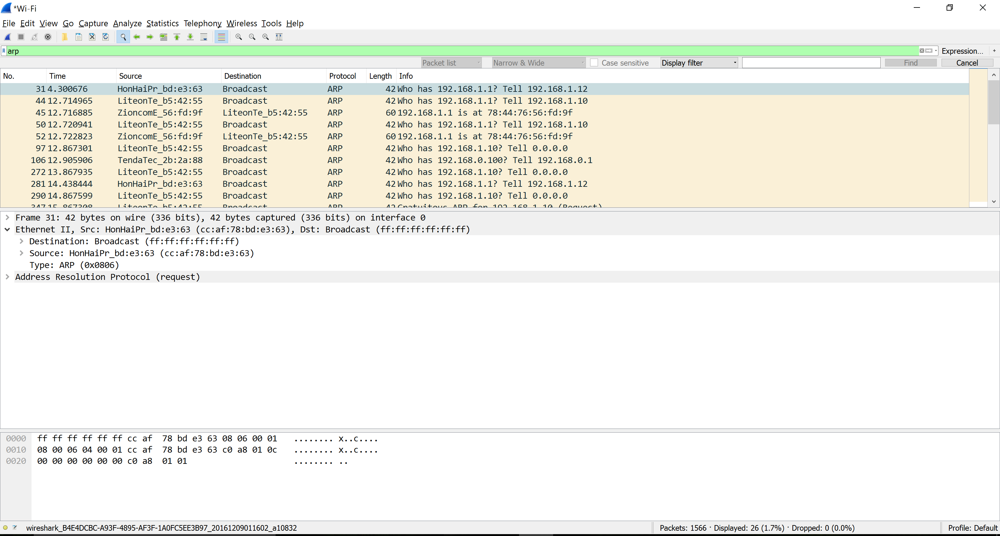 *Wi-Fi
File Edit View Go Capture Analyze Statistics Telephony Wireless Tools Help
arp Expression... +
Packet list Narrow & Wide Case sensitive Display filter Find Cancel
No. Time Source Destination Protocol Length Info
31 4.300676 HonHaiPr_bd:e3:63 Broadcast ARP 42 Who has 192.168.1.1? Tell 192.168.1.12
44 12.714965 LiteonTe_b5:42:55 Broadcast ARP 42 Who has 192.168.1.1? Tell 192.168.1.10
45 12.716885 ZioncomE_56:fd:9f LiteonTe_b5:42:55 ARP 60 192.168.1.1 is at 78:44:76:56:fd:9f
50 12.720941 LiteonTe_b5:42:55 Broadcast ARP 42 Who has 192.168.1.1? Tell 192.168.1.10
52 12.722823 ZioncomE_56:fd:9f LiteonTe_b5:42:55 ARP 60 192.168.1.1 is at 78:44:76:56:fd:9f
97 12.867301 LiteonTe_b5:42:55 Broadcast ARP 42 Who has 192.168.1.10? Tell 0.0.0.0
106 12.905906 TendaTec_2b:2a:88 Broadcast ARP 42 Who has 192.168.0.100? Tell 192.168.0.1
272 13.867935 LiteonTe_b5:42:55 Broadcast ARP 42 Who has 192.168.1.10? Tell 0.0.0.0
281 14.438444 HonHaiPr_bd:e3:63 Broadcast ARP 42 Who has 192.168.1.1? Tell 192.168.1.12
290 14.867599 LiteonTe_b5:42:55 Broadcast ARP 42 Who has 192.168.1.10? Tell 0.0.0.0
347 15.867308 LiteonTe_b5:42:55 Broadcast ARP 42 Gratuitous ARP for 192.168.1.10 (Request)
Frame 31: 42 bytes on wire (336 bits), 42 bytes captured (336 bits) on interface 0
Ethernet II, Src: HonHaiPr_bd:e3:63 (cc:af:78:bd:e3:63), Dst: Broadcast (ff:ff:ff:ff:ff:ff)
Destination: Broadcast (ff:ff:ff:ff:ff:ff)
Source: HonHaiPr_bd:e3:63 (cc:af:78:bd:e3:63)
Type: ARP (0x0806)
Address Resolution Protocol (request)
0000 ff ff ff ff ff ff cc af 78 bd e3 63 08 06 00 01 ........ x..c....
0010 08 00 06 04 00 01 cc af 78 bd e3 63 c0 a8 01 0c ........ x..c....
0020 00 00 00 00 00 00 c0 a8 01 01 ........ ..
wireshark_B4E4DCBC-A93F-4895-AF3F-1A0FC5EE3B97_20161209011602_a10832 Packets: 1566 · Displayed: 26 (1.7%) · Dropped: 0 (0.0%) Profile: Default